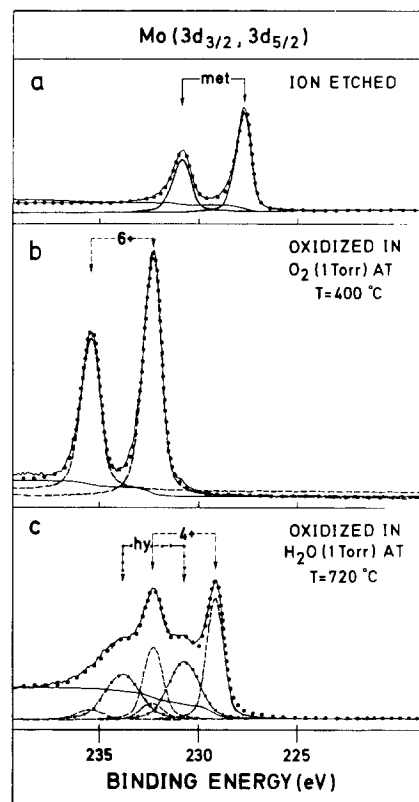 Mo (3d3/2, 3d5/2)
a
met
ION ETCHED
b
6+
OXIDIZED IN
O2 (1 Torr) AT
T=400 °C
c
hy
4+
OXIDIZED IN
H2O (1 Torr) AT
T=720 °C
235 230 225
BINDING ENERGY (eV)